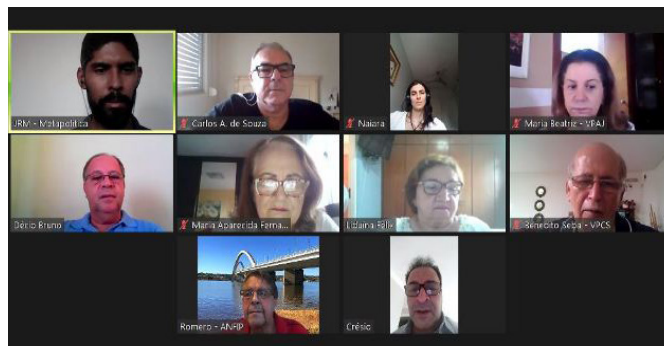 JRM - Metapolítica
Carlos A. de Souza
Naiara
Maria Beatriz - VPAJ
Décio Bruno
Maria Aparecida Ferna...
Benedito Seba - VPCS
Romero - ANFIP
Crésio